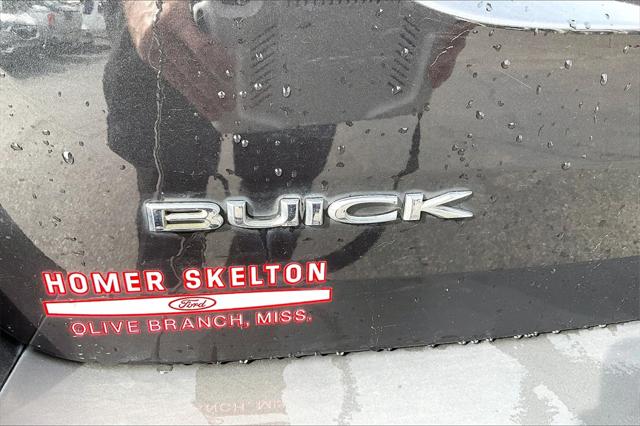 BUICK
HOMER SKELTON
Ford
OLIVE BRANCH, MISS.